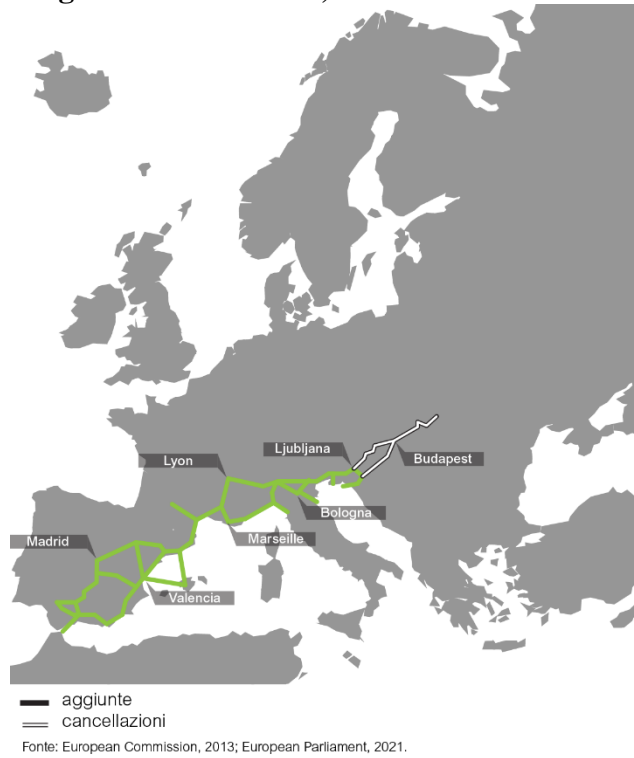 Ljubljana
Lyon
Budapest
Bologna
Madrid
Marseille
Valencia
aggiunte
cancellazioni
Fonte: European Commission, 2013; European Parliament, 2021.